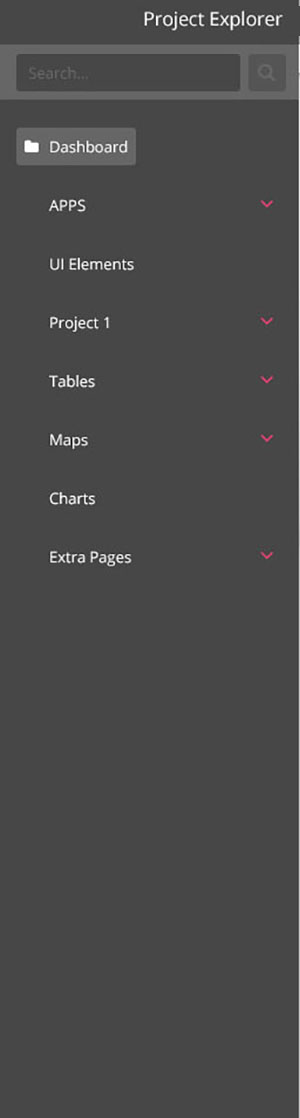 Project Explorer
Search...
Dashboard
APPS
UI Elements
Project 1
Tables
Maps
Charts
Extra Pages